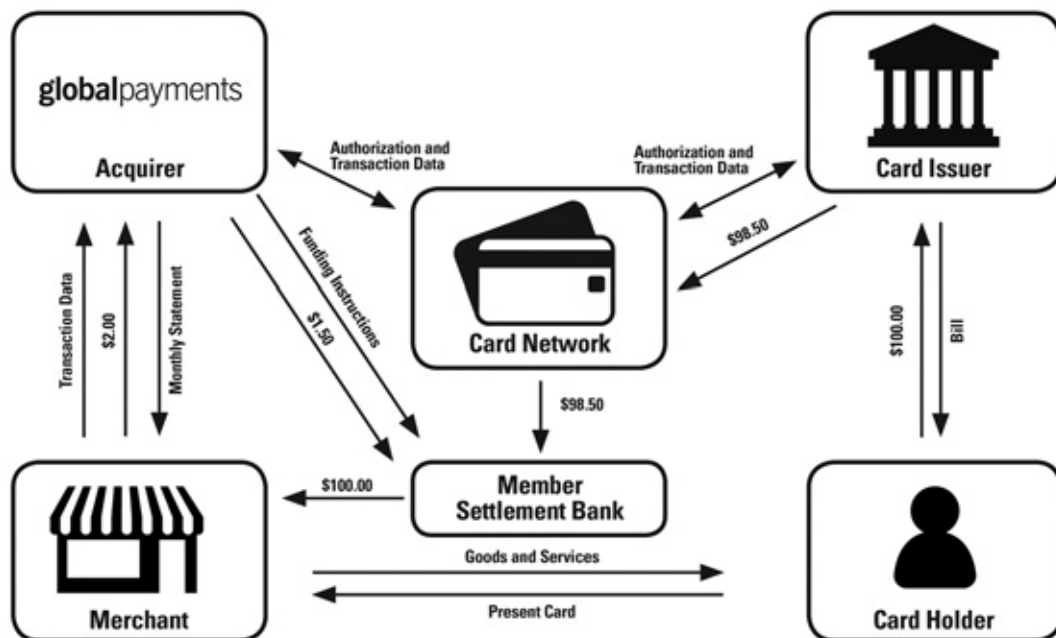 globalpayments
Acquirer
Card Issuer
Authorization and
Transaction Data
Authorization and
Transaction Data
$98.50
Card Network
Funding Instructions
$1.50
Transaction Data
$2.00
Monthly Statement
$100.00
Bill
$98.50
$100.00
Member
Settlement Bank
Goods and Services
Present Card
Merchant
Card Holder